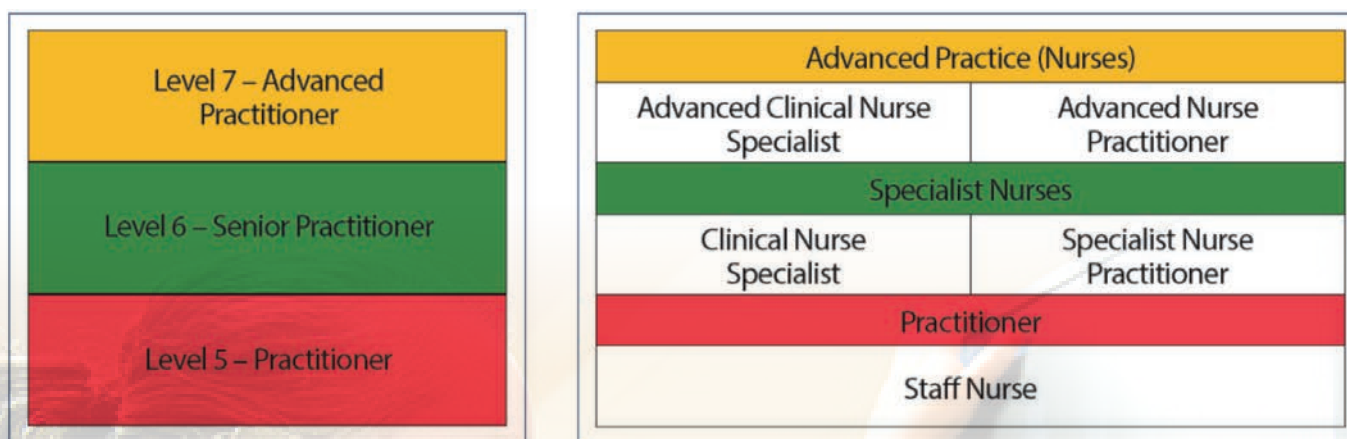 Level 7 – Advanced
Practitioner
Level 6 – Senior Practitioner
Level 5 – Practitioner
Advanced Practice (Nurses)
Advanced Clinical Nurse
Specialist
Advanced Nurse
Practitioner
Specialist Nurses
Clinical Nurse
Specialist
Specialist Nurse
Practitioner
Practitioner
Staff Nurse